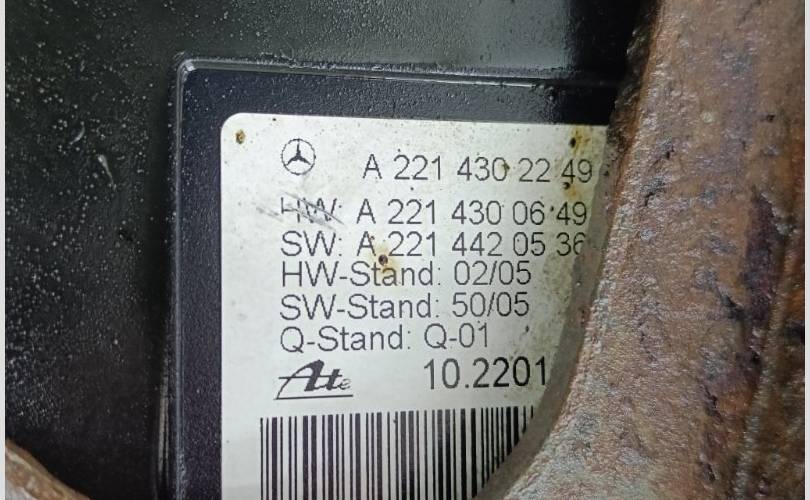 A 221 430 22 49
HW: A 221 430 06 49
SW: A 221 442 05 36
HW-Stand: 02/05
SW-Stand: 50/05
Q-Stand: Q-01
Ate
10.2201